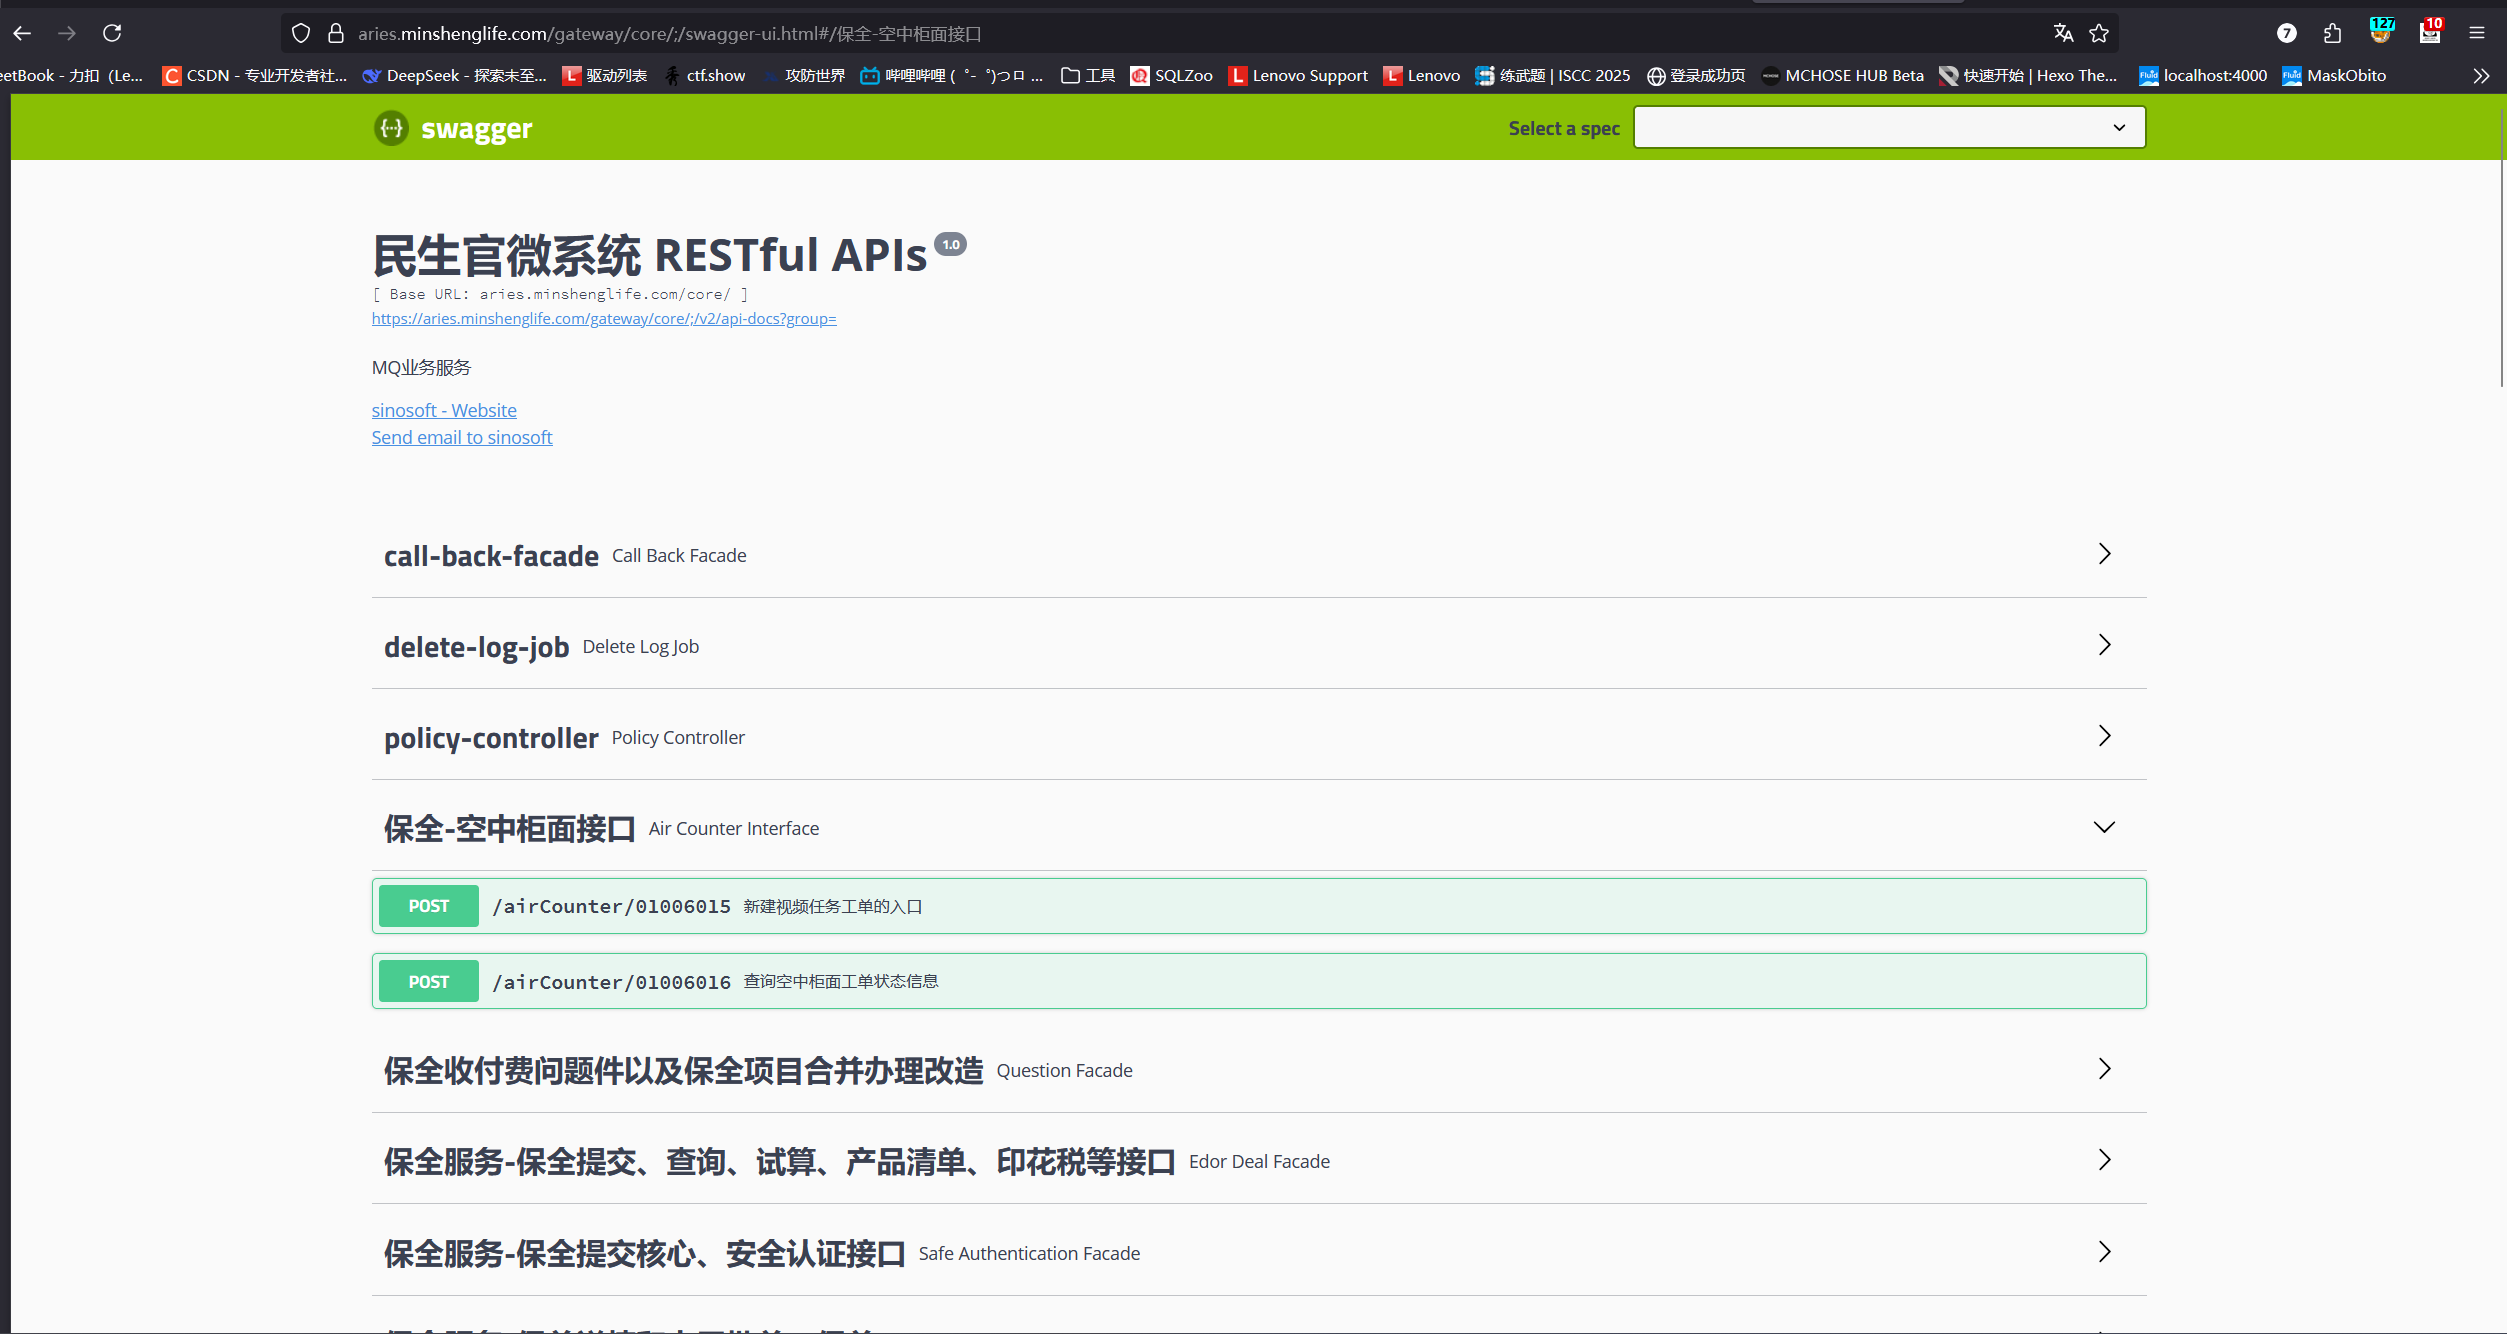 aries.minshenglife.com/gateway/core/;/swagger-ui.html#/保全-空中柜面接口
7
127
10
eetBook - 力扣（Le... CSDN - 专业开发者社... DeepSeek - 探索未至... 驱动列表 ctf.show 攻防世界 哔哩哔哩 ( ゜- ゜)つロ ... 工具 SQLZoo Lenovo Support Lenovo 练武题 | ISCC 2025 登录成功页 MCHOSE HUB Beta 快速开始 | Hexo The... localhost:4000 MaskObito
swagger
Select a spec
民生官微系统 RESTful APIs 1.0
[ Base URL: aries.minshenglife.com/core/ ]
https://aries.minshenglife.com/gateway/core/;/v2/api-docs?group=
MQ业务服务
sinosoft - Website
Send email to sinosoft
call-back-facade Call Back Facade
delete-log-job Delete Log Job
policy-controller Policy Controller
保全-空中柜面接口 Air Counter Interface
POST /airCounter/01006015 新建视频任务工单的入口
POST /airCounter/01006016 查询空中柜面工单状态信息
保全收付费问题件以及保全项目合并办理改造 Question Facade
保全服务-保全提交、查询、试算、产品清单、印花税等接口 Edor Deal Facade
保全服务-保全提交核心、安全认证接口 Safe Authentication Facade